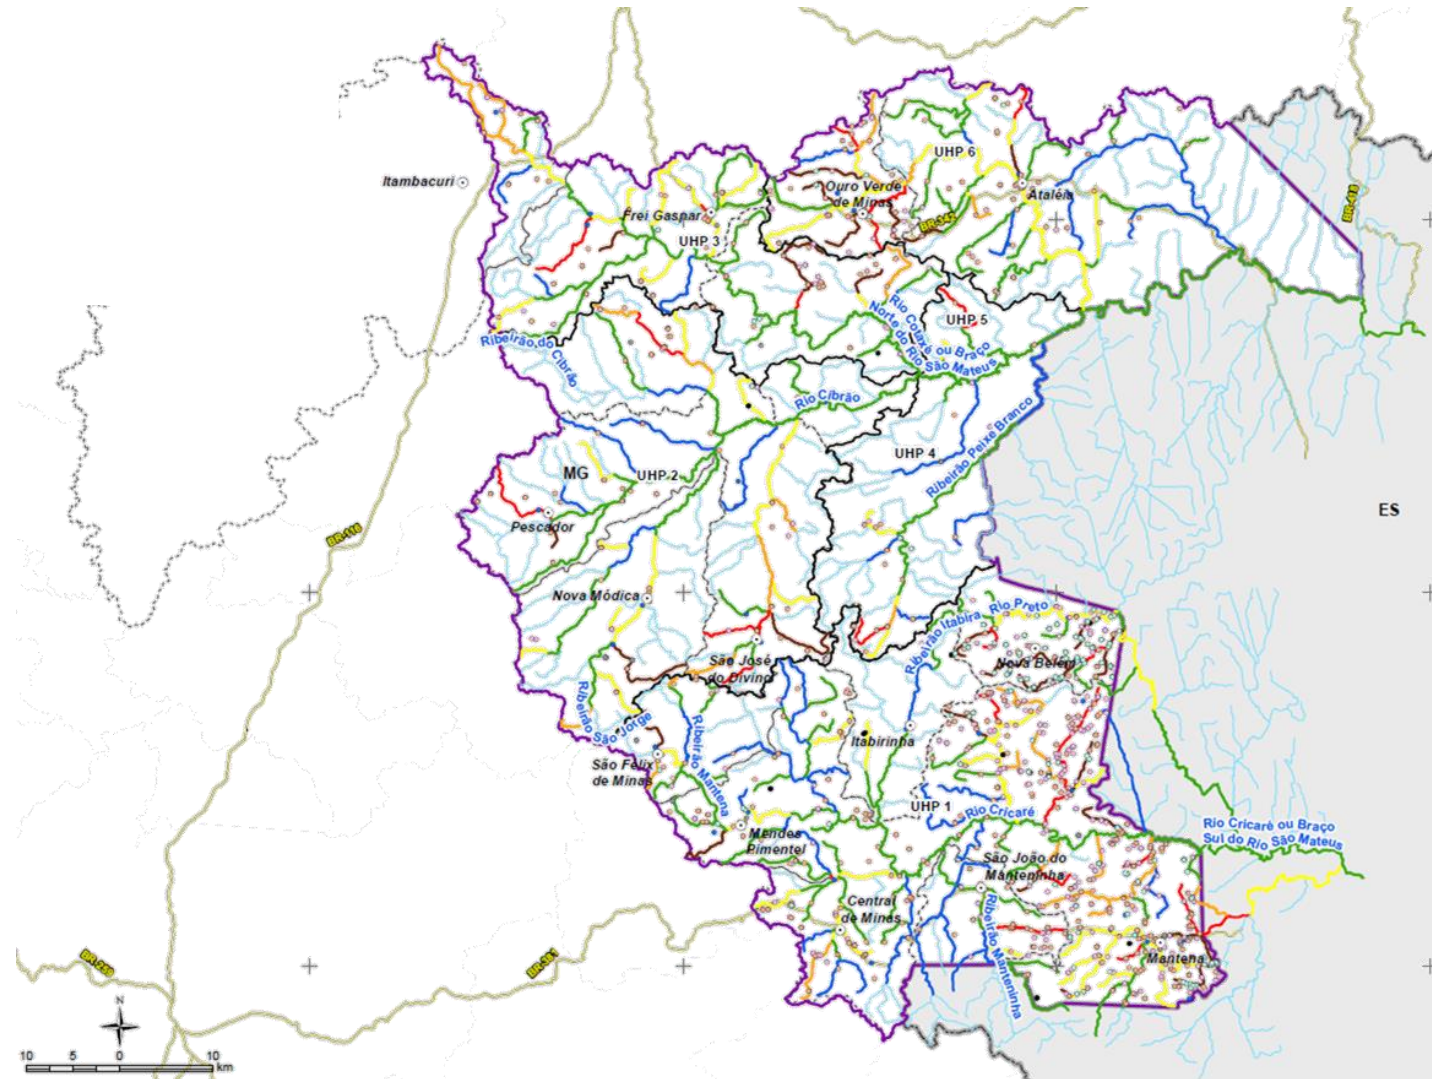 BR-418
UHP 6
Itambacuri
Ouro Verde
de Minas
Ataléia
Frei Gaspar
BR-342
UHP 3
Rio Cotaxé ou Braço
Norte do Rio São Mateus
UHP 5
Ribeirão do Cibrão
Rio Cibrão
Ribeirão Peixe Branco
UHP 4
MG
UHP 2
ES
Pescador
BR-116
Nova Módica
Ribeirão Itabira
Rio Preto
São José
do Divino
Nova Belém
Ribeirão São Jorge
Ribeirão Mantena
Itabirinha
São Félix
de Minas
UHP 1
Rio Cricaré
Rio Cricaré ou Braço
Sul do Rio São Mateus
Mendes
Pimentel
São João do
Manteninha
Central
de Minas
Ribeirão Manteninha
Mantena
BR-259
BR-381
N
10 5 0 10
km